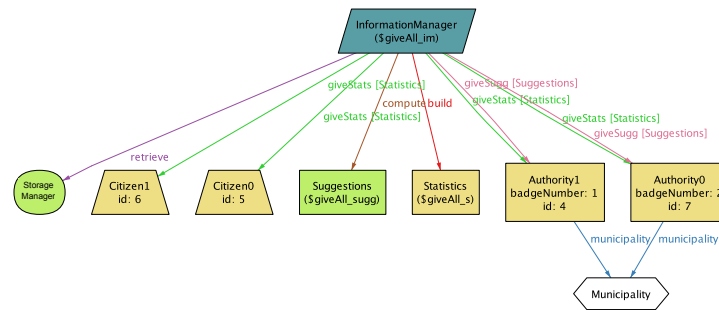 InformationManager
($giveAll_im)
giveStats [Statistics]
giveSugg [Suggestions]
compute
build
giveStats [Statistics]
giveStats [Statistics]
giveStats [Statistics]
giveSugg [Suggestions]
retrieve
Storage
Manager
Citizen1
id: 6
Citizen0
id: 5
Suggestions
($giveAll_sugg)
Statistics
($giveAll_s)
Authority1
badgeNumber: 1
id: 4
Authority0
badgeNumber: 2
id: 7
municipality
municipality
Municipality